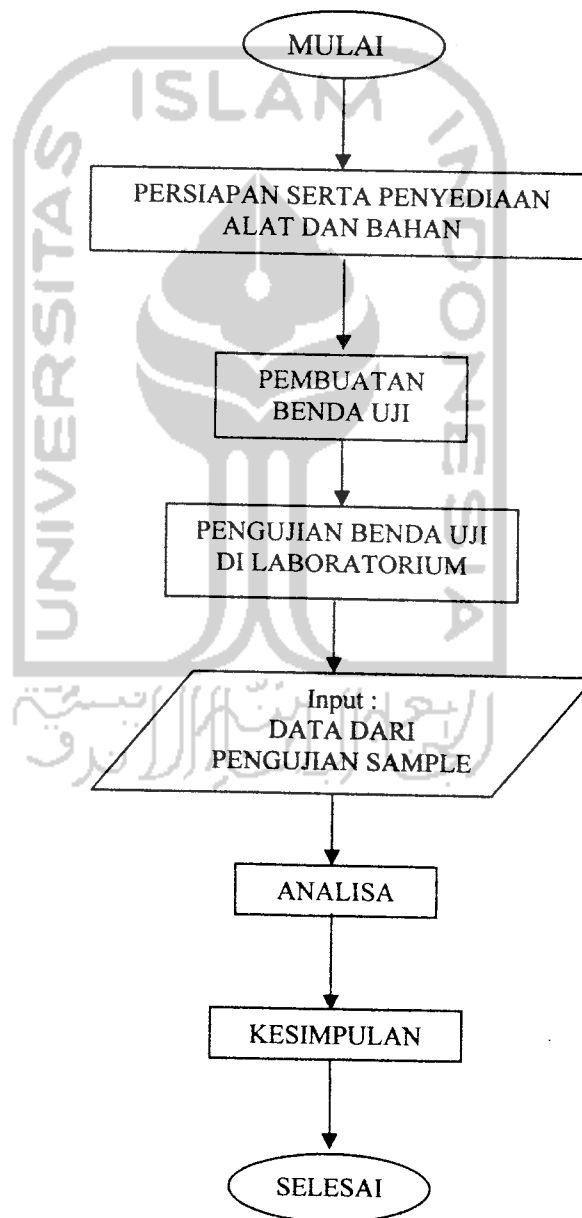 MULAI
UNIVERSITAS ISLAM INDONESIA
PERSIAPAN SERTA PENYEDIAAN
ALAT DAN BAHAN
PEMBUATAN
BENDA UJI
PENGUJIAN BENDA UJI
DI LABORATORIUM
Input :
DATA DARI
PENGUJIAN SAMPLE
ANALISA
KESIMPULAN
SELESAI